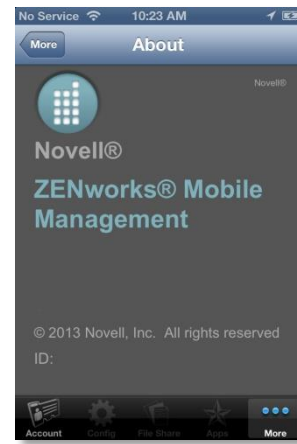 No Service 10:23 AM
More About
Novell®
Novell®
ZENworks® Mobile
Management
© 2013 Novell, Inc. All rights reserved
ID:
Account Config File Share Apps More